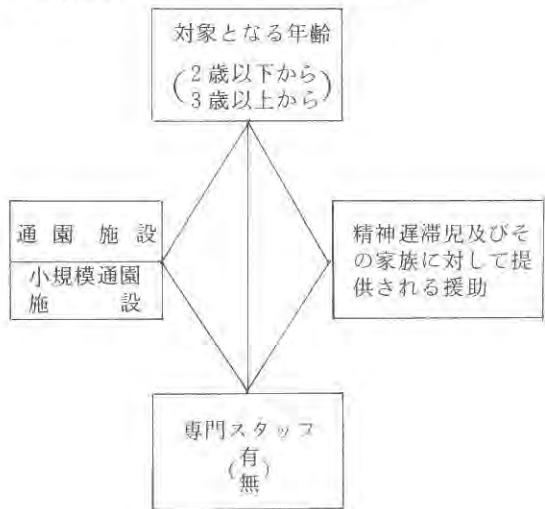 対象となる年齢
(2歳以下から
3歳以上から)
通園施設
小規模通園
施設
精神遅滞児及びそ
の家族に対して提
供される援助
専門スタッフ
(有
無)